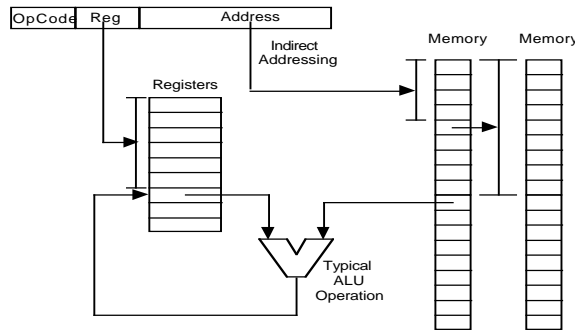 OpCode Reg Address
Indirect
Addressing
Memory Memory
Registers
Typical
ALU
Operation